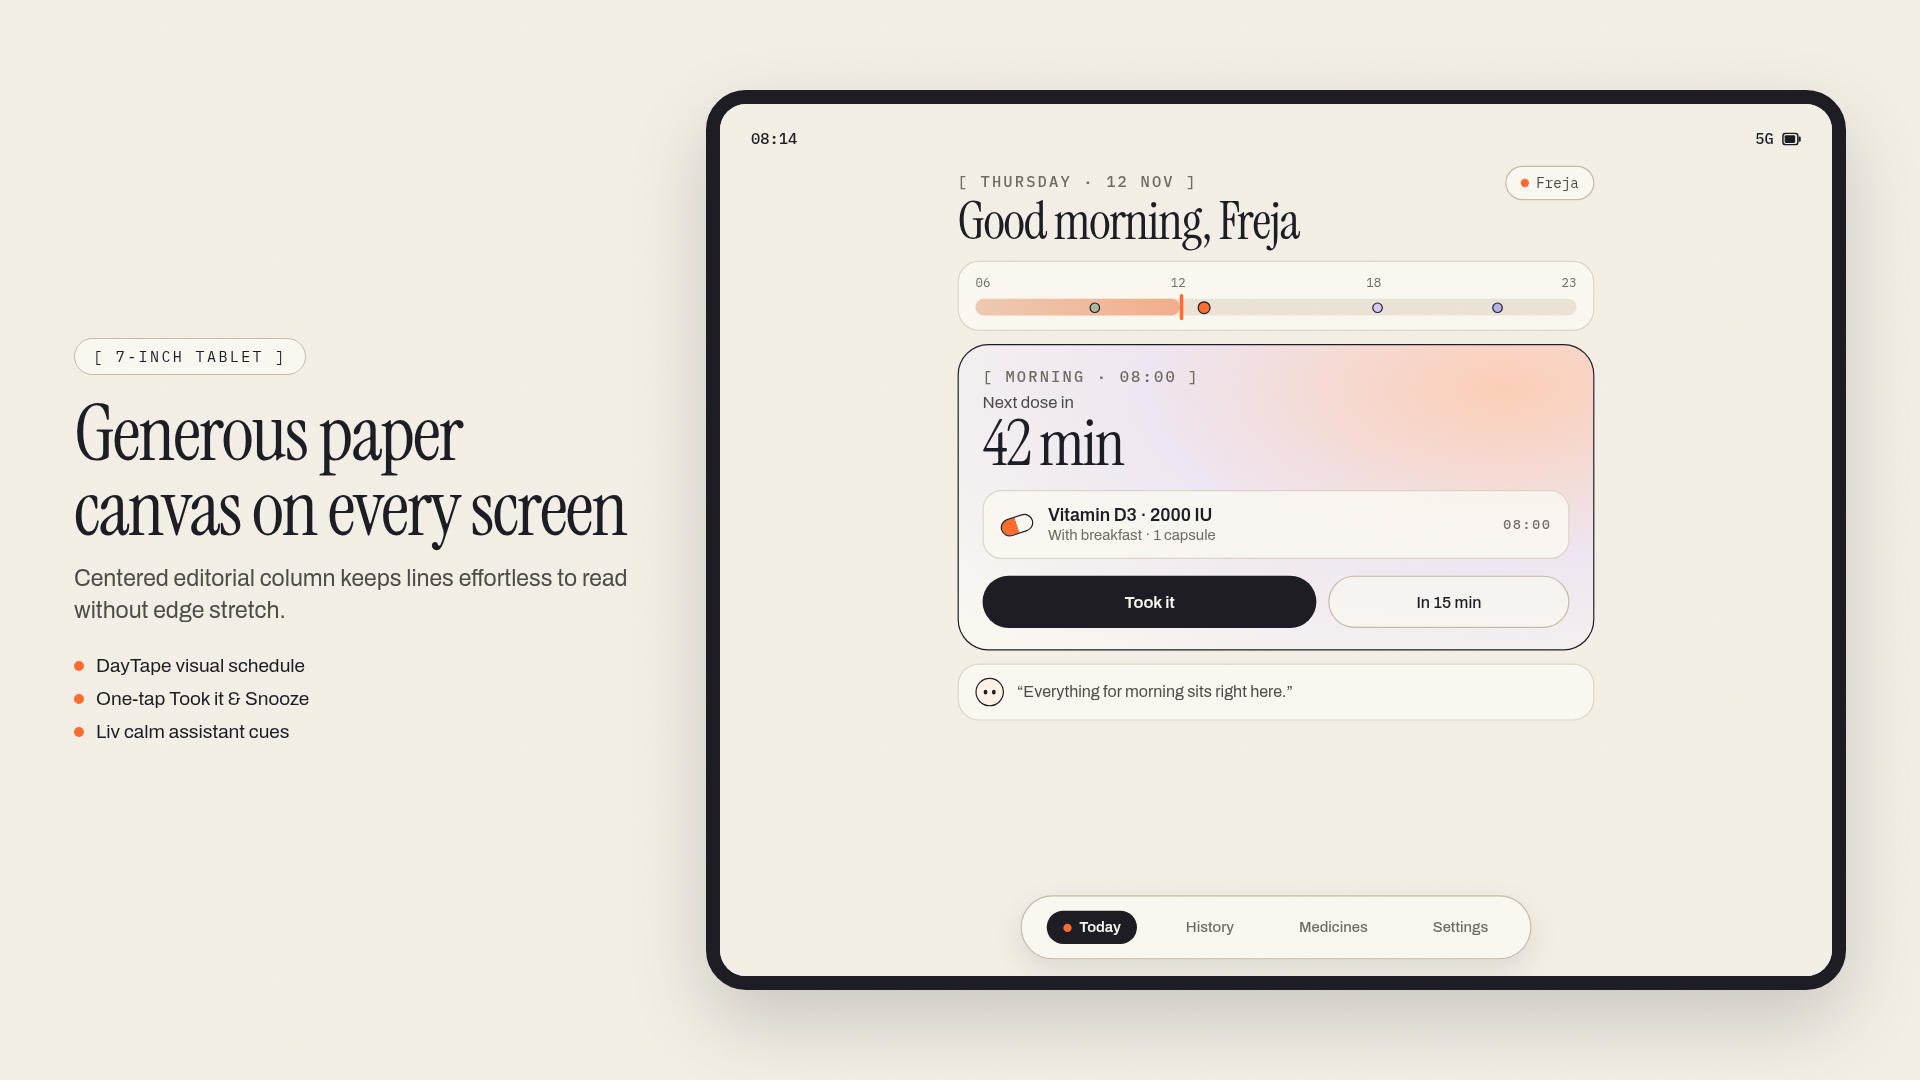 [ 7-INCH TABLET ]
Generous paper
canvas on every screen
Centered editorial column keeps lines effortless to read
without edge stretch.
DayTape visual schedule
One-tap Took it & Snooze
Liv calm assistant cues
08:14
5G
[ THURSDAY · 12 NOV ]
Freja
Good morning, Freja
06 12 18 23
[ MORNING · 08:00 ]
Next dose in
42 min
Vitamin D3 · 2000 IU
With breakfast · 1 capsule
08:00
Took it
In 15 min
“Everything for morning sits right here.”
Today History Medicines Settings